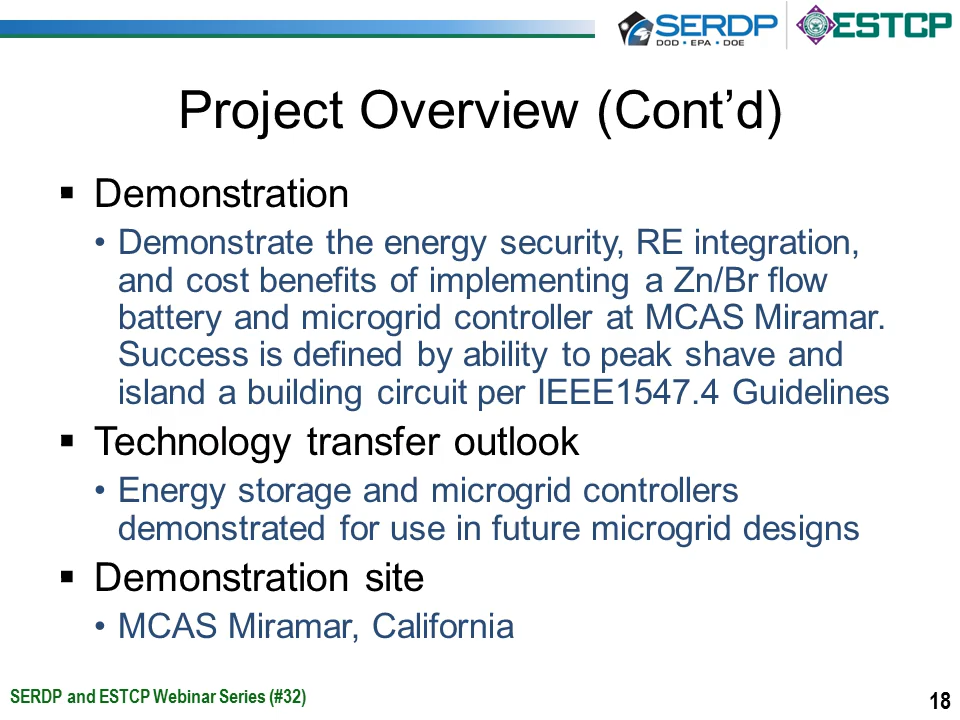 SERDP
DOD • EPA • DOE
ESTCP
Project Overview (Cont’d)
▪ Demonstration
• Demonstrate the energy security, RE integration,
and cost benefits of implementing a Zn/Br flow
battery and microgrid controller at MCAS Miramar.
Success is defined by ability to peak shave and
island a building circuit per IEEE1547.4 Guidelines
▪ Technology transfer outlook
• Energy storage and microgrid controllers
demonstrated for use in future microgrid designs
▪ Demonstration site
• MCAS Miramar, California
SERDP and ESTCP Webinar Series (#32)
18